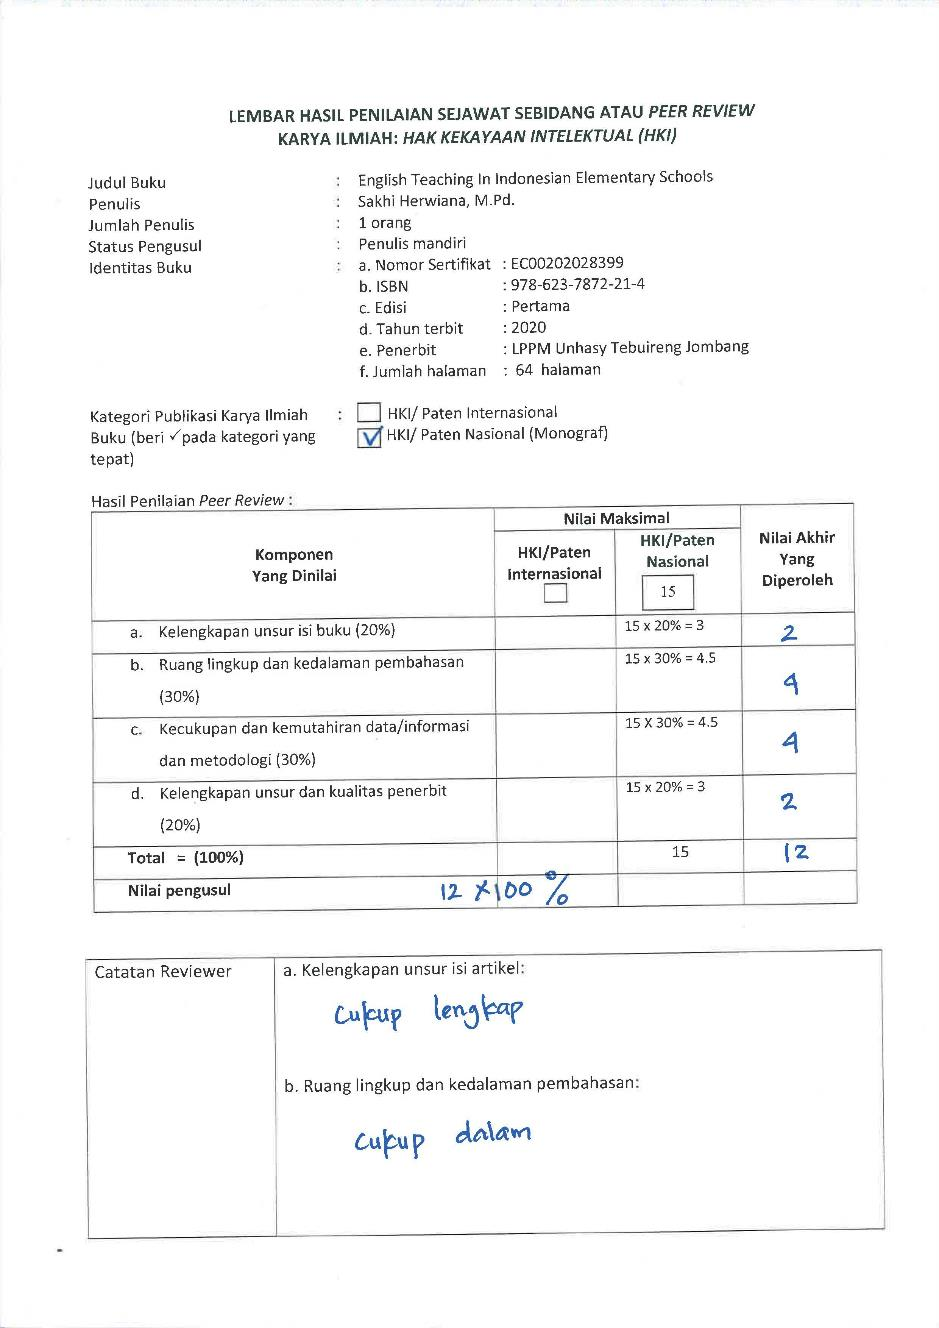 LEMBAR HASIL PENILAIAN SEJAWAT SEBIDANG ATAU PEER REVIEW
KARYA ILMIAH: HAK KEKAYAAN INTELEKTUAL (HKI)
Judul Buku : English Teaching In Indonesian Elementary Schools
Penulis : Sakhi Herwiana, M.Pd.
Jumlah Penulis : 1 orang
Status Pengusul : Penulis mandiri
Identitas Buku : a. Nomor Sertifikat : EC00202028399
b. ISBN : 978-623-7872-21-4
c. Edisi : Pertama
d. Tahun terbit : 2020
e. Penerbit : LPPM Unhasy Tebuireng Jombang
f. Jumlah halaman : 64 halaman
Kategori Publikasi Karya Ilmiah : HKI/ Paten Internasional
Buku (beri ✓pada kategori yang ✓ HKI/ Paten Nasional (Monograf)
tepat)
Hasil Penilaian Peer Review :
Komponen
Yang Dinilai
Nilai Maksimal
HKI/Paten
Internasional
HKI/Paten
Nasional
15
Nilai Akhir
Yang
Diperoleh
a. Kelengkapan unsur isi buku (20%) 15 x 20% = 3 2
b. Ruang lingkup dan kedalaman pembahasan 15 x 30% = 4.5 4
(30%)
c. Kecukupan dan kemutahiran data/informasi 15 X 30% = 4.5 4
dan metodologi (30%)
d. Kelengkapan unsur dan kualitas penerbit 15 x 20% = 3 2
(20%)
Total = (100%) 15 12
Nilai pengusul 12 x 100 %
Catatan Reviewer
a. Kelengkapan unsur isi artikel:
Cukup lengkap
b. Ruang lingkup dan kedalaman pembahasan:
Cukup dalam